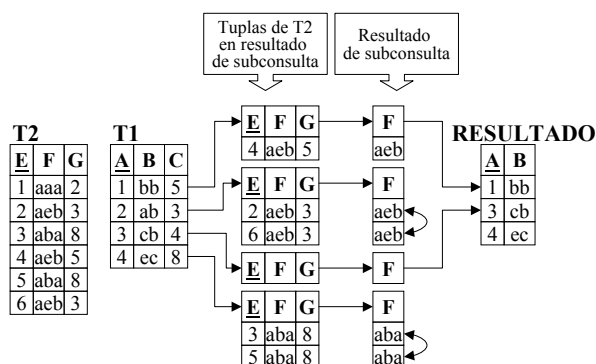 Tuplas de T2
en resultado
de subconsulta
Resultado
de subconsulta
T2
E F G
1 aaa 2
2 aeb 3
3 aba 8
4 aeb 5
5 aba 8
6 aeb 3
T1
A B C
1 bb 5
2 ab 3
3 cb 4
4 ec 8
E F G
4 aeb 5
E F G
2 aeb 3
6 aeb 3
E F G
E F G
3 aba 8
5 aba 8
F
aeb
F
aeb
aeb
F
F
aba
aba
RESULTADO
A B
1 bb
3 cb
4 ec